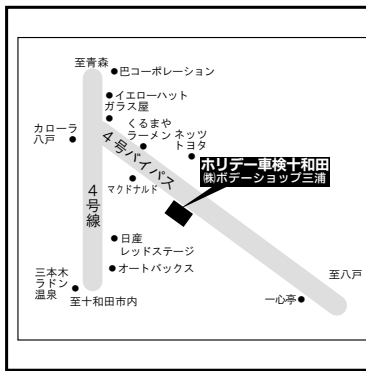 至青森
巴コーポレーション
イエローハット
ガラス屋
くるまや
ラーメン
ネッツ
トヨタ
カローラ
八戸
4号バイパス
ホリデー車検十和田
㈱ボデーショップ三浦
マクドナルド
4号線
日産
レッドステージ
オートバックス
三本木
ラドン
温泉
至十和田市内
至八戸
一心亭